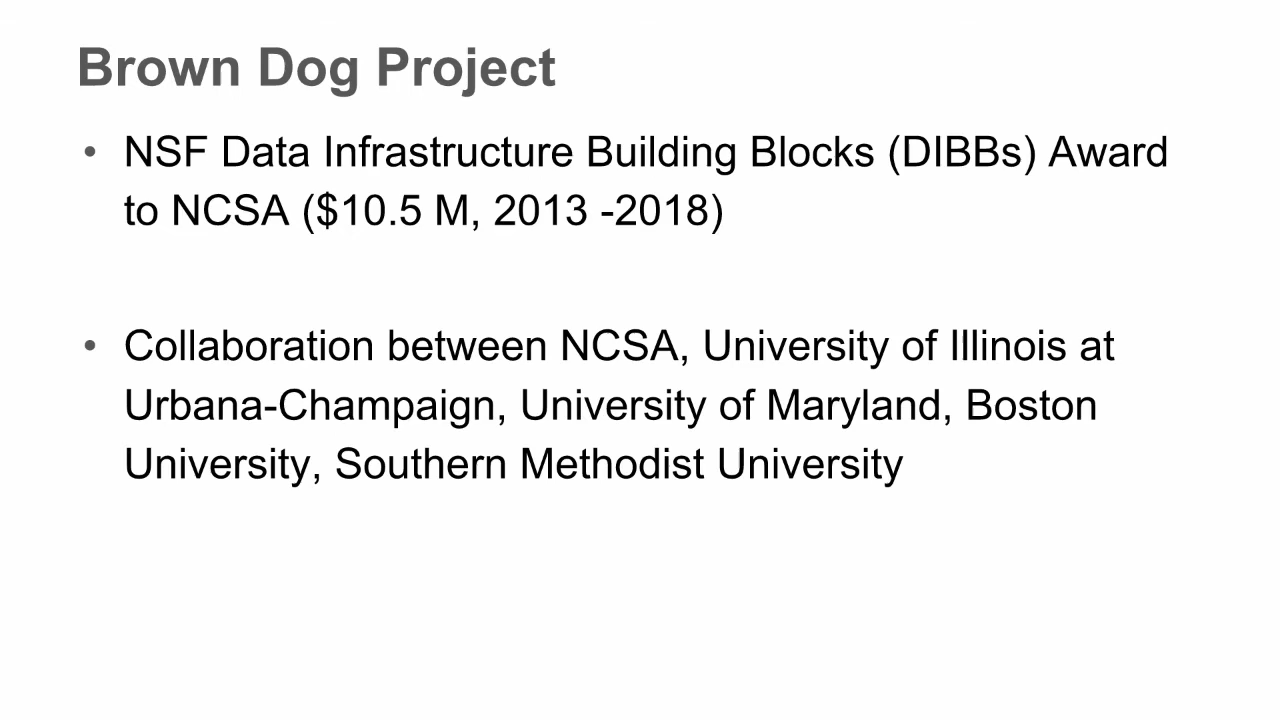 Brown Dog Project
• NSF Data Infrastructure Building Blocks (DIBBs) Award
to NCSA ($10.5 M, 2013 -2018)
• Collaboration between NCSA, University of Illinois at
Urbana-Champaign, University of Maryland, Boston
University, Southern Methodist University